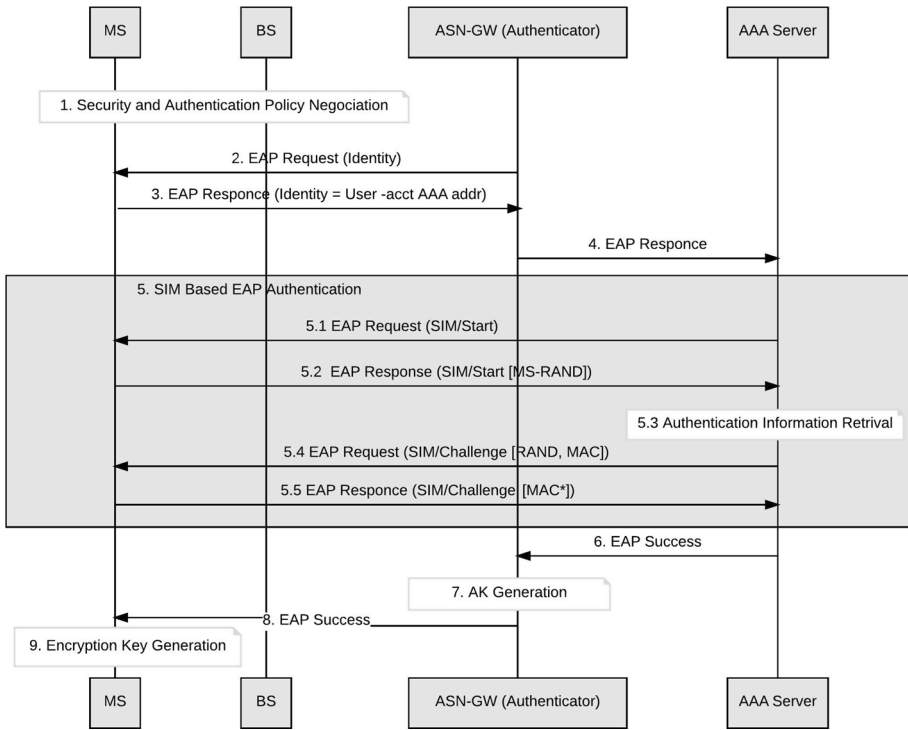 MS
BS
ASN-GW (Authenticator)
AAA Server
1. Security and Authentication Policy Negociation
2. EAP Request (Identity)
3. EAP Responce (Identity = User -acct AAA addr)
4. EAP Responce
5. SIM Based EAP Authentication
5.1 EAP Request (SIM/Start)
5.2 EAP Response (SIM/Start [MS-RAND])
5.3 Authentication Information Retrival
5.4 EAP Request (SIM/Challenge [RAND, MAC])
5.5 EAP Responce (SIM/Challenge [MAC*])
6. EAP Success
7. AK Generation
8. EAP Success
9. Encryption Key Generation
MS
BS
ASN-GW (Authenticator)
AAA Server